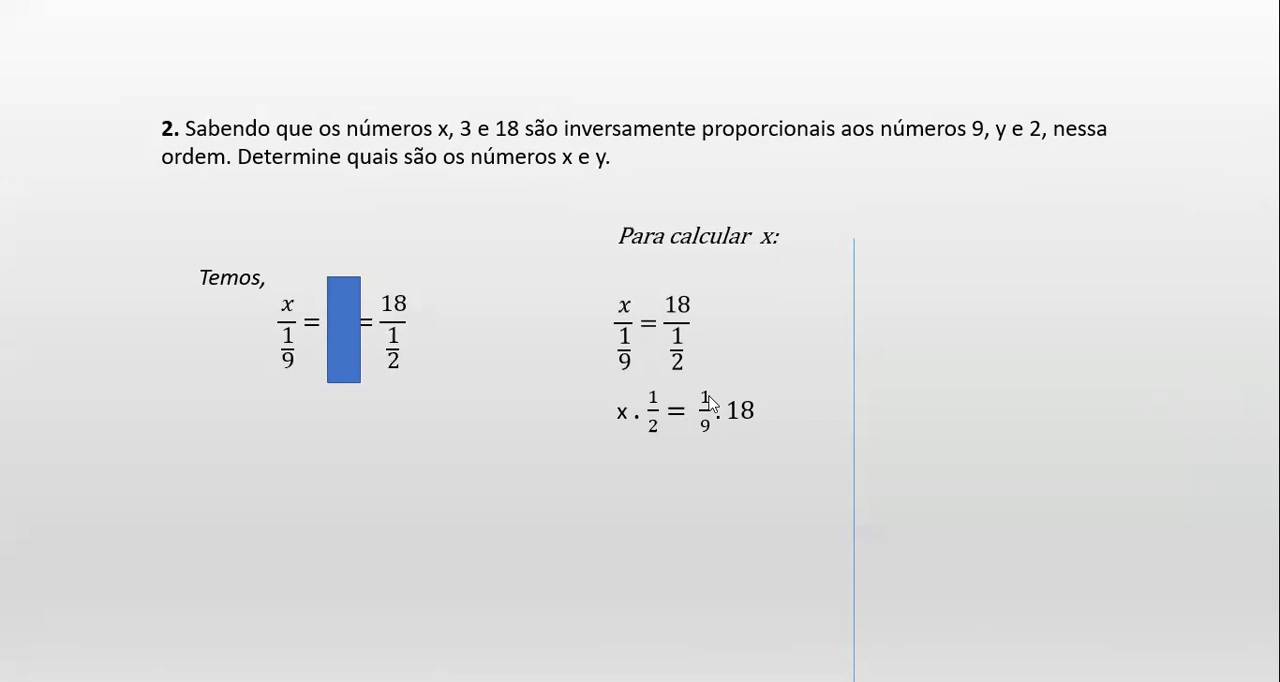 2. Sabendo que os números x, 3 e 18 são inversamente proporcionais aos números 9, y e 2, nessa
ordem. Determine quais são os números x e y.
Temos,
x/(1/9) = = 18/(1/2)
Para calcular x:
x/(1/9) = 18/(1/2)
x . 1/2 = 1/9 . 18